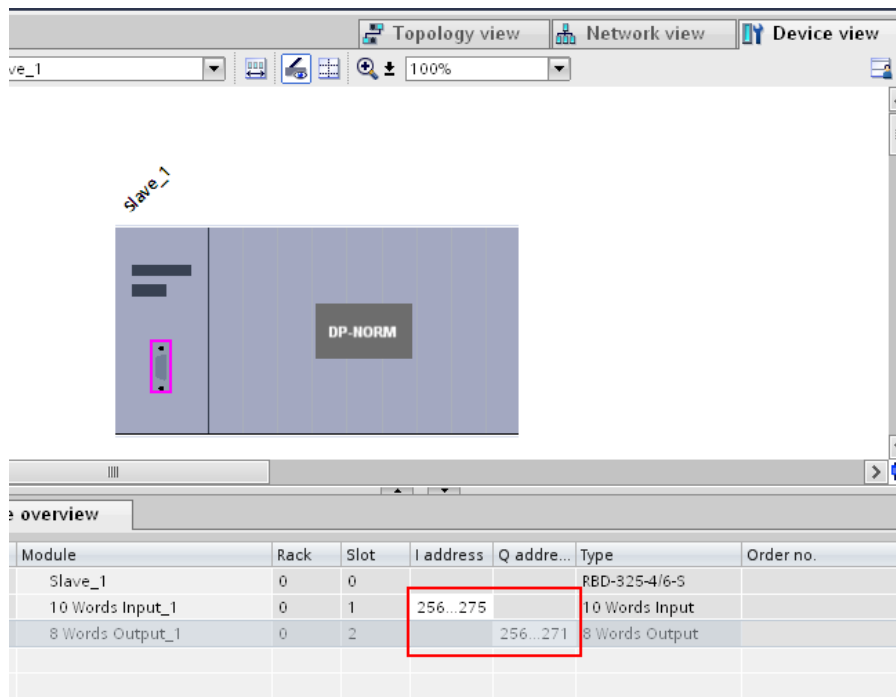 Topology view Network view Device view
ve_1 100%
Slave_1
DP-NORM
e overview
Module Rack Slot I address Q addre... Type Order no.
Slave_1 0 0 RBD-325-4/6-S
10 Words Input_1 0 1 256...275 10 Words Input
8 Words Output_1 0 2 256...271 8 Words Output